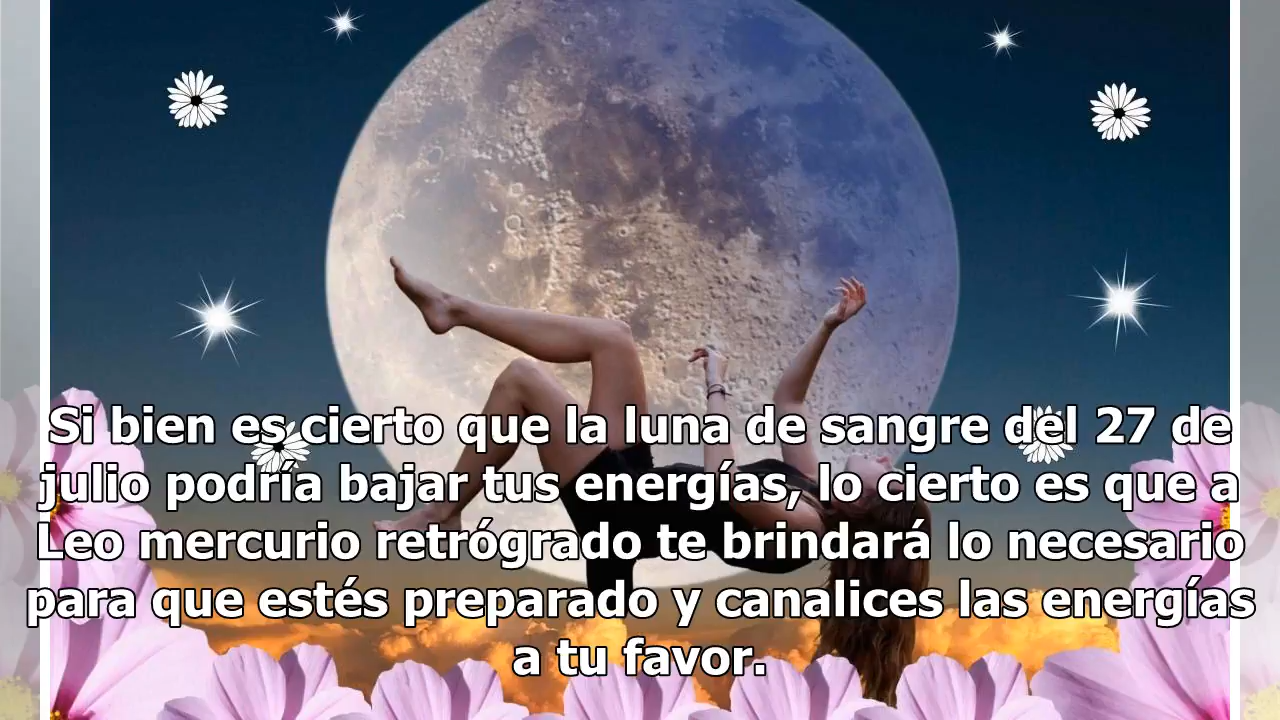 Si bien es cierto que la luna de sangre del 27 de
julio podría bajar tus energías, lo cierto es que a
Leo mercurio retrógrado te brindará lo necesario
para que estés preparado y canalices las energías
a tu favor.